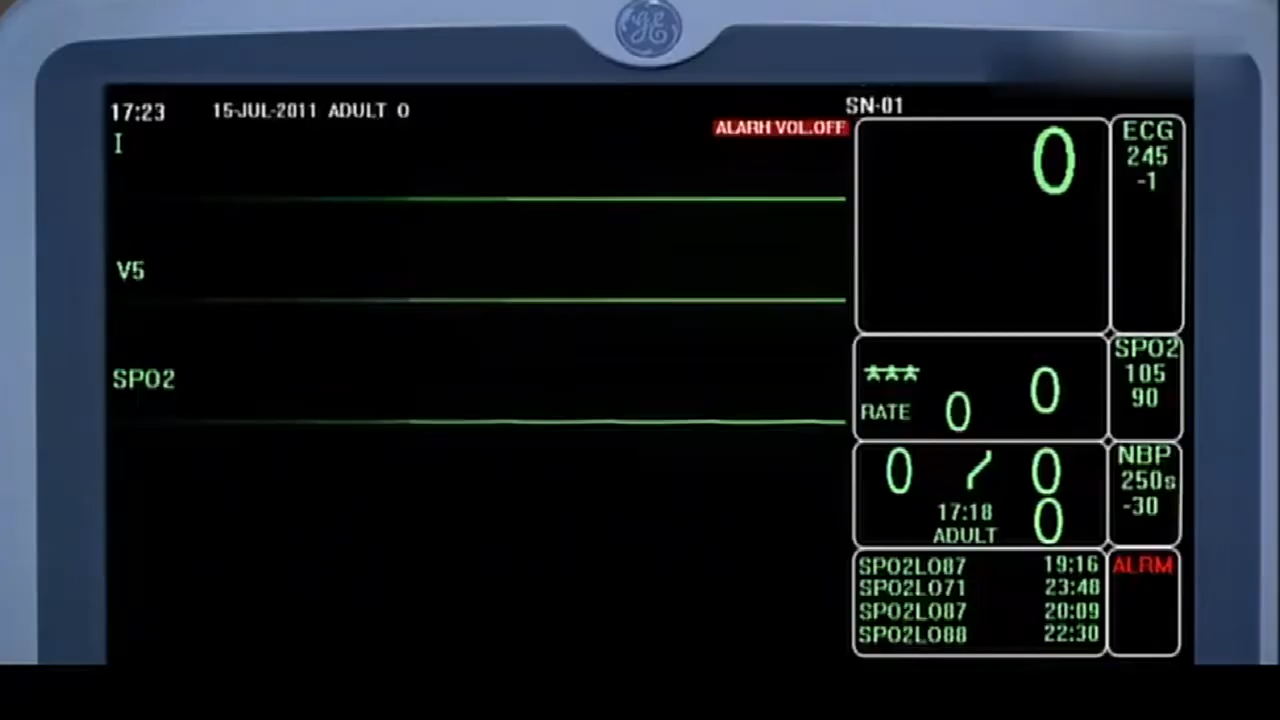 GE
17:23 15-JUL-2011 ADULT 0
SN-01
ALARM VOL.OFF
I
0
ECG
245
-1
V5
SPO2
*** 0
RATE 0
SPO2
105
90
0 / 0
17:18 0
ADULT
NBP
250s
-30
SPO2LO87 19:16
SPO2LO71 23:48
SPO2LO87 20:09
SPO2LO88 22:30
ALRM